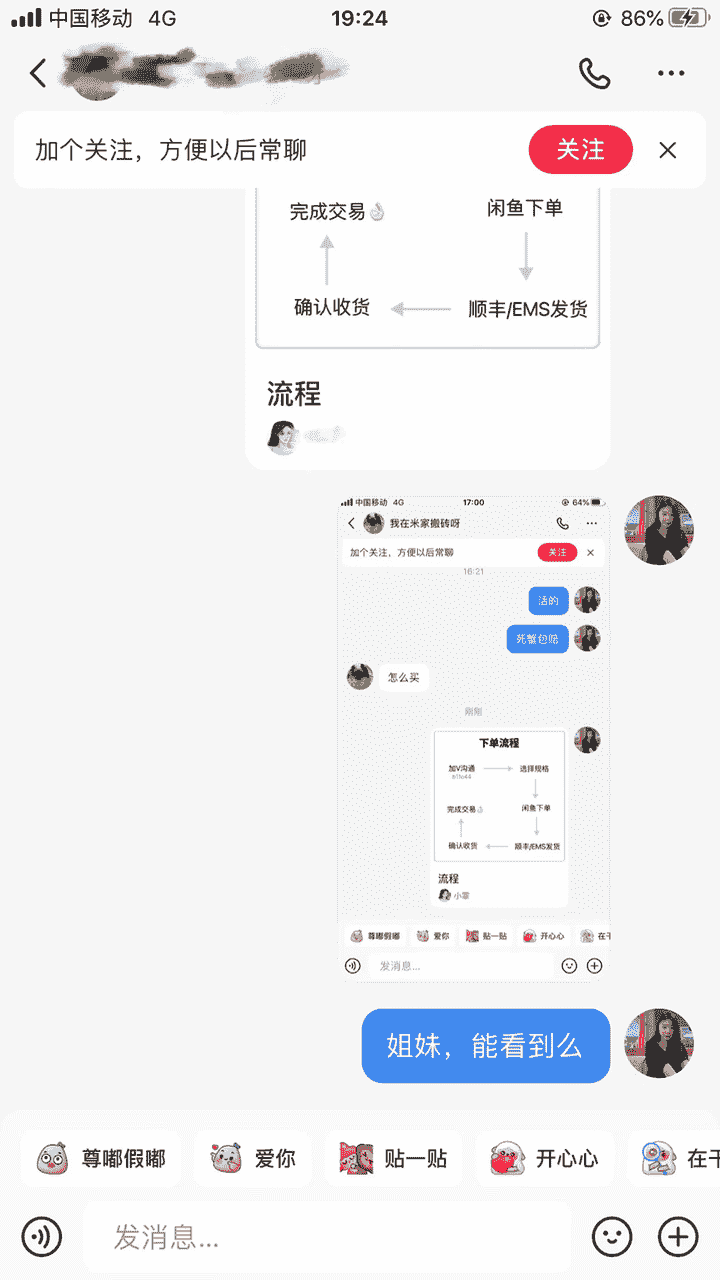 中国移动 4G 19:24 86%
加个关注，方便以后常聊 关注
完成交易👌 闲鱼下单
确认收货 顺丰/EMS发货
流程
中国移动 4G 17:00 64%
我在米家搬砖呀
加个关注，方便以后常聊 关注
16:21
活的
死蟹包赔
怎么买
刚刚
下单流程
加V沟通 选择规格
完成交易👌 闲鱼下单
确认收货 顺丰/EMS发货
流程
尊嘟假嘟 爱你 贴一贴 开心心 在干
发消息...
姐妹，能看到么
尊嘟假嘟 爱你 贴一贴 开心心 在干
发消息...